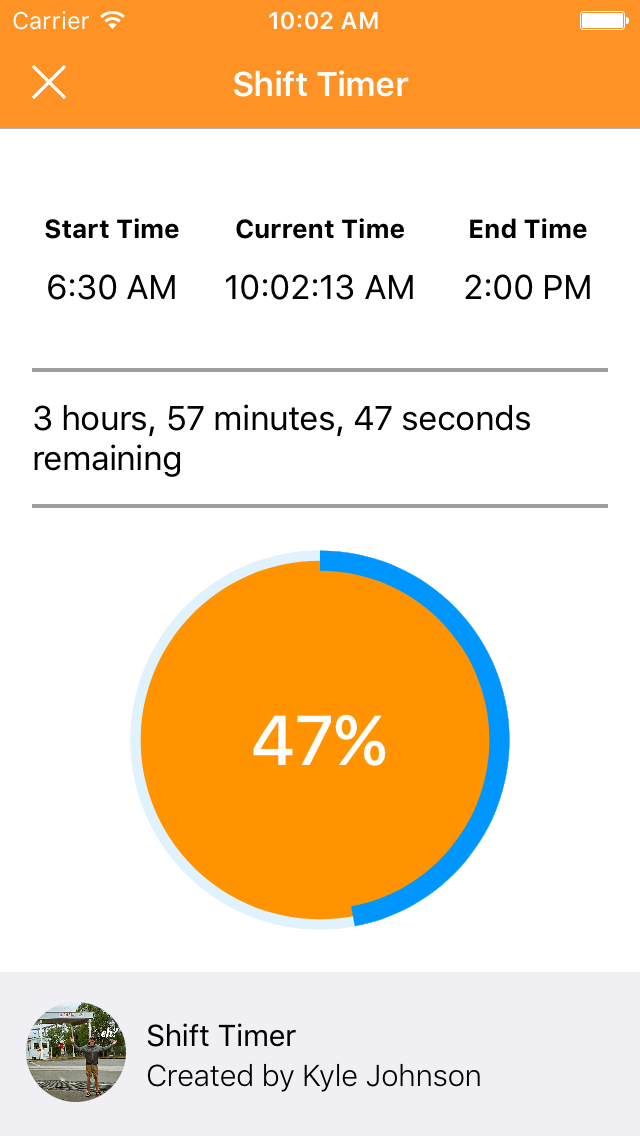 Carrier 10:02 AM
Shift Timer
Start Time Current Time End Time
6:30 AM 10:02:13 AM 2:00 PM
3 hours, 57 minutes, 47 seconds
remaining
47%
Shift Timer
Created by Kyle Johnson